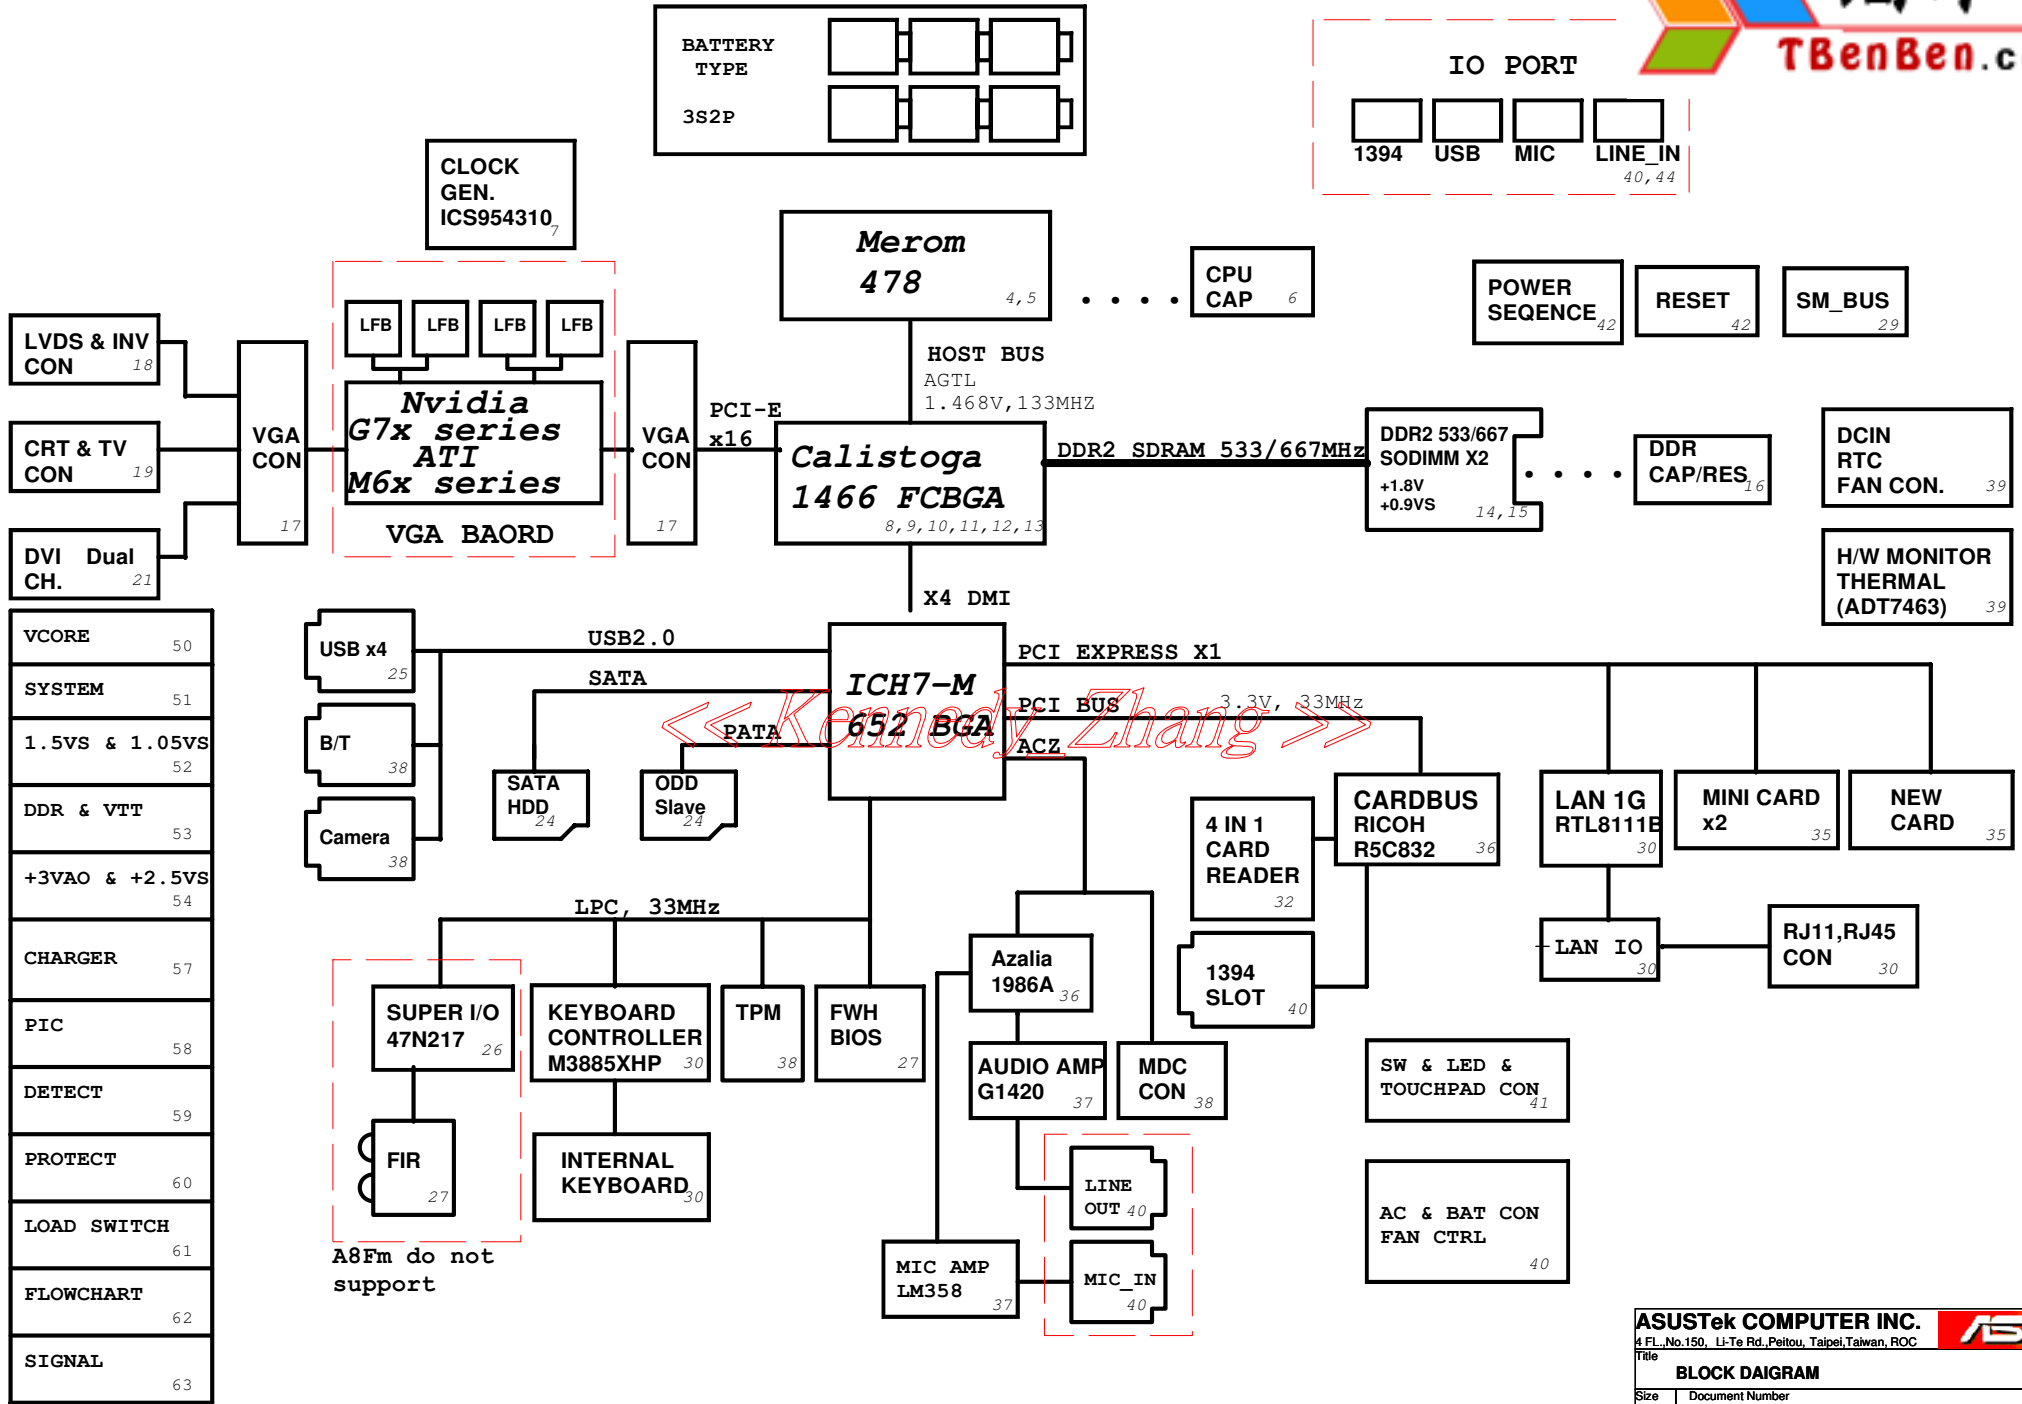 BATTERY
TYPE
3S2P
IO PORT
1394
USB
MIC
LINE_IN
40,44
TBenBen.c
CLOCK
GEN.
ICS954310
7
Merom
478
4,5
CPU
CAP
6
POWER
SEQENCE
42
RESET
42
SM_BUS
29
HOST BUS
AGTL
1.468V,133MHZ
LVDS & INV
CON
18
CRT & TV
CON
19
DVI Dual
CH.
21
VGA
CON
17
LFB
LFB
LFB
LFB
Nvidia
G7x series
ATI
M6x series
VGA BAORD
VGA
CON
17
PCI-E
x16
Calistoga
1466 FCBGA
8,9,10,11,12,13
DDR2 SDRAM 533/667MHz
DDR2 533/667
SODIMM X2
+1.8V
+0.9VS
14,15
DDR
CAP/RES
16
DCIN
RTC
FAN CON.
39
H/W MONITOR
THERMAL
(ADT7463)
39
X4 DMI
VCORE
50
SYSTEM
51
1.5VS & 1.05VS
52
DDR & VTT
53
+3VAO & +2.5VS
54
CHARGER
57
PIC
58
DETECT
59
PROTECT
60
LOAD SWITCH
61
FLOWCHART
62
SIGNAL
63
USB x4
25
B/T
38
Camera
38
USB2.0
SATA
PATA
SATA
HDD
24
ODD
Slave
24
ICH7-M
652 BGA
<< Kennedy_Zhang >>
PCI EXPRESS X1
PCI BUS
3.3V, 33MHz
ACZ
4 IN 1
CARD
READER
32
CARDBUS
RICOH
R5C832
36
1394
SLOT
40
LAN 1G
RTL8111B
30
MINI CARD
x2
35
NEW
CARD
35
LAN IO
30
RJ11,RJ45
CON
30
LPC, 33MHz
SUPER I/O
47N217
26
FIR
27
A8Fm do not
support
KEYBOARD
CONTROLLER
M3885XHP
30
INTERNAL
KEYBOARD
30
TPM
38
FWH
BIOS
27
Azalia
1986A
36
AUDIO AMP
G1420
37
MDC
CON
38
LINE
OUT
40
MIC AMP
LM358
37
MIC_IN
40
SW & LED &
TOUCHPAD CON
41
AC & BAT CON
FAN CTRL
40
ASUSTek COMPUTER INC.
4 FL.,No.150, Li-Te Rd.,Peitou, Taipei,Taiwan, ROC
Title
BLOCK DAIGRAM
Size
Document Number